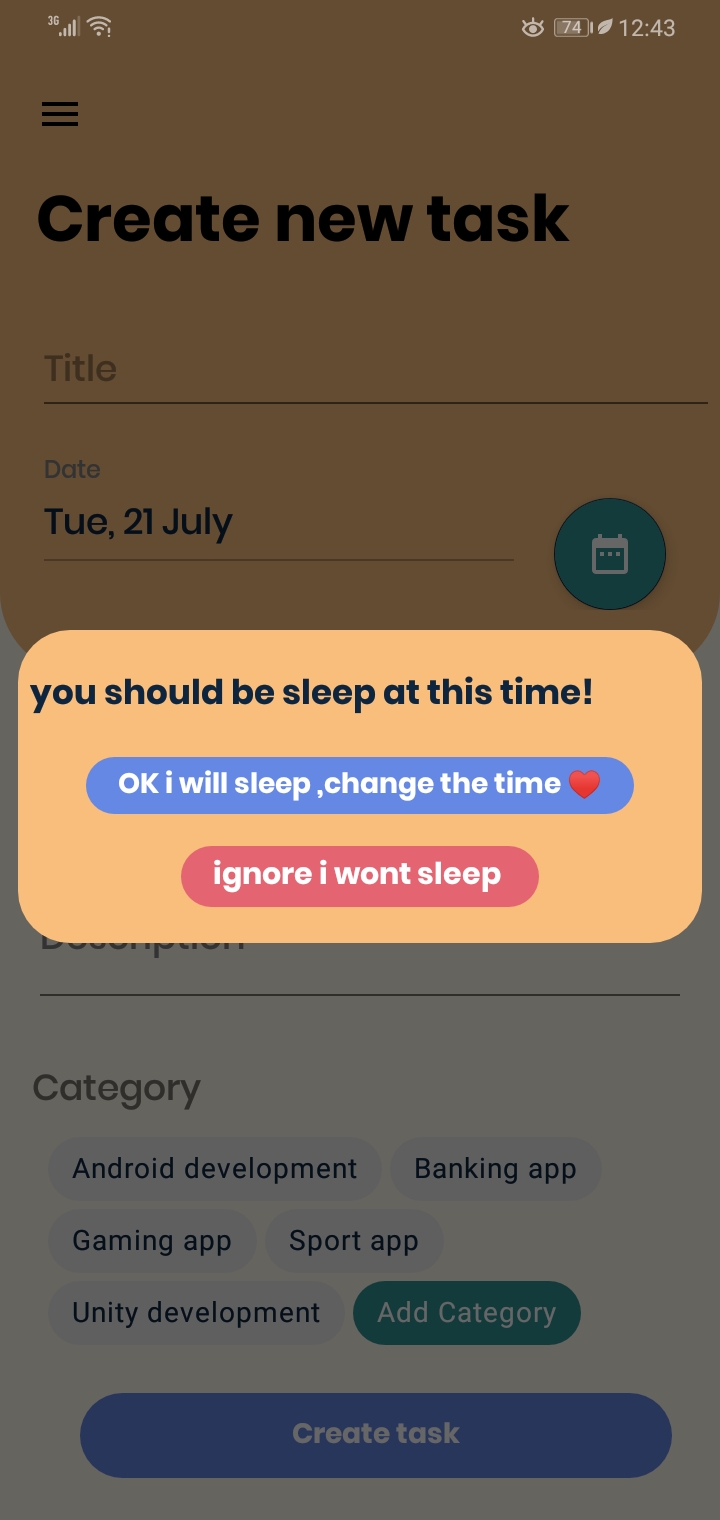 3G 74 12:43
Create new task
Title
Date
Tue, 21 July
you should be sleep at this time!
OK i will sleep ,change the time ❤️
ignore i wont sleep
Description
Category
Android development Banking app
Gaming app Sport app
Unity development Add Category
Create task